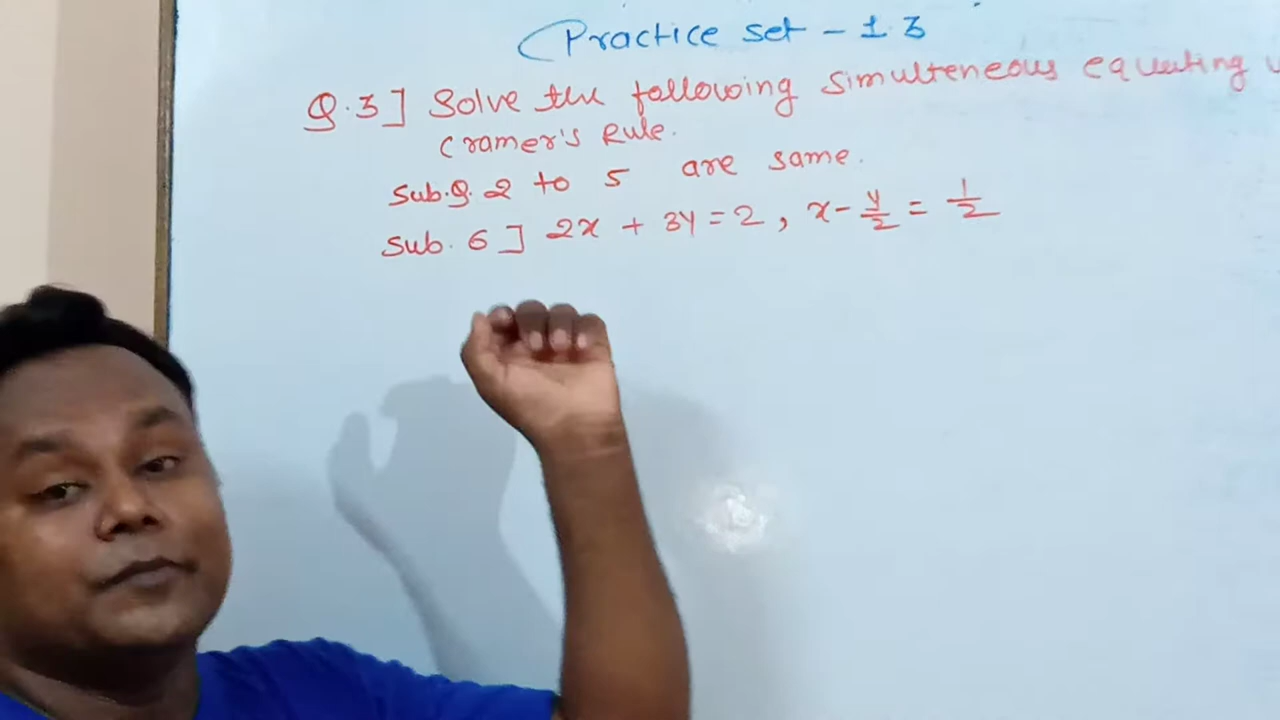 Practice set - 1.3
Q.3] Solve the following simulteneous equating
Cramer's Rule.
Sub.Q. 2 to 5 are same.
Sub. 6] 2x + 3y = 2, x - y/2 = 1/2